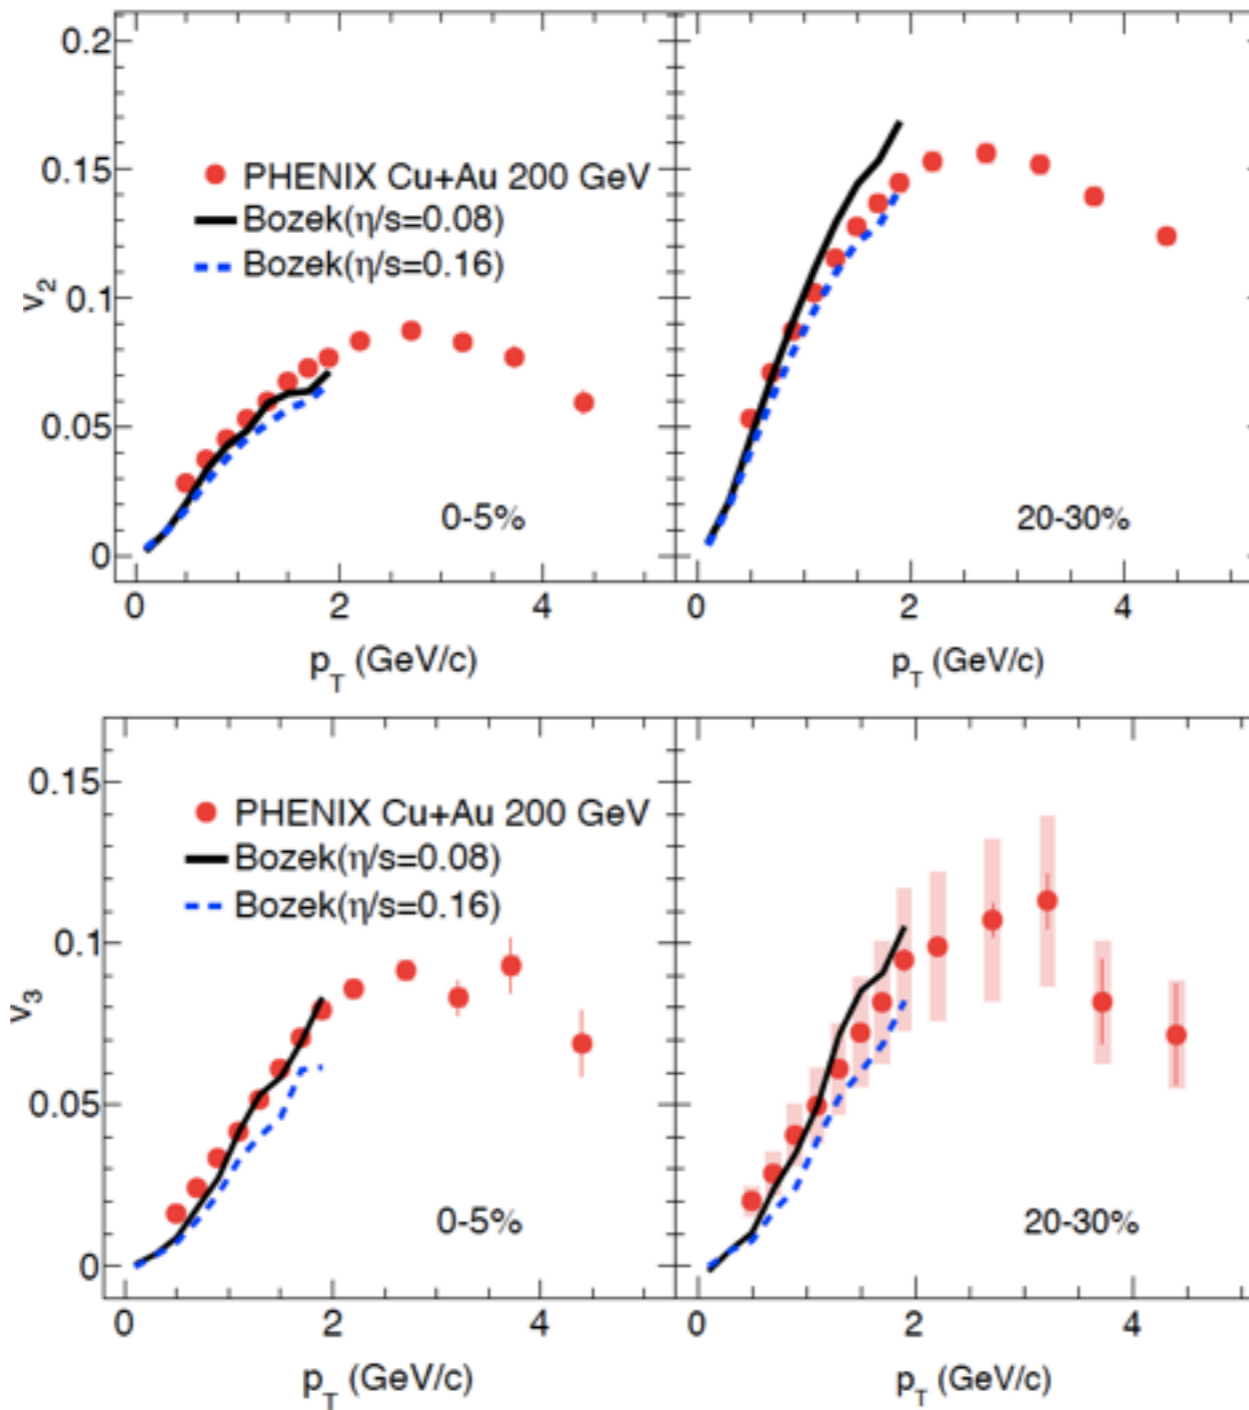 0.2
0.15
v2
0.1
0.05
0
PHENIX Cu+Au 200 GeV
Bozek(η/s=0.08)
Bozek(η/s=0.16)
0-5%
20-30%
0 2 4
0 2 4
pT (GeV/c)
pT (GeV/c)
0.15
0.1
v3
0.05
0
PHENIX Cu+Au 200 GeV
Bozek(η/s=0.08)
Bozek(η/s=0.16)
0-5%
20-30%
0 2 4
0 2 4
pT (GeV/c)
pT (GeV/c)